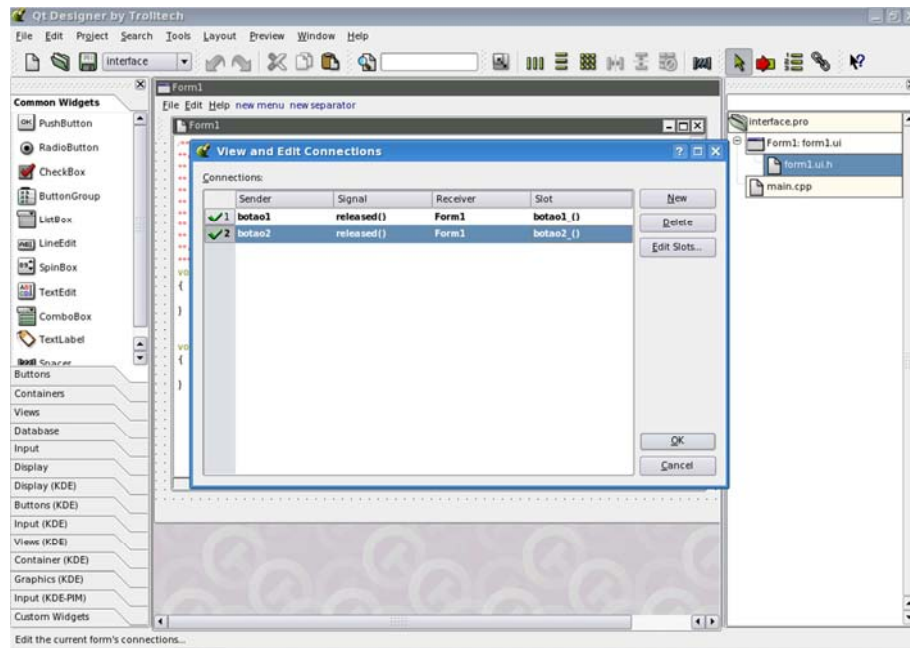 Qt Designer by Trolltech
File Edit Project Search Tools Layout Preview Window Help
interface
Common Widgets
PushButton
RadioButton
CheckBox
ButtonGroup
ListBox
LineEdit
SpinBox
TextEdit
ComboBox
TextLabel
Spacer
Buttons
Containers
Views
Database
Input
Display
Display (KDE)
Buttons (KDE)
Input (KDE)
Views (KDE)
Container (KDE)
Graphics (KDE)
Input (KDE-PIM)
Custom Widgets
Form1
File Edit Help new menu new separator
Form1
vo
{
}
vo
{
}
View and Edit Connections
Connections:
Sender Signal Receiver Slot
1 botao1 released() Form1 botao1_()
2 botao2 released() Form1 botao2_()
New
Delete
Edit Slots...
OK
Cancel
interface.pro
Form1: form1.ui
form1.ui.h
main.cpp
Edit the current form's connections...